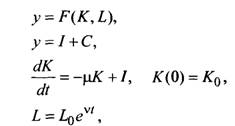 y = F(K, L),
y = I + C,
dK/dt = −μK + I, K(0) = K₀,
L = L₀e^{νt},